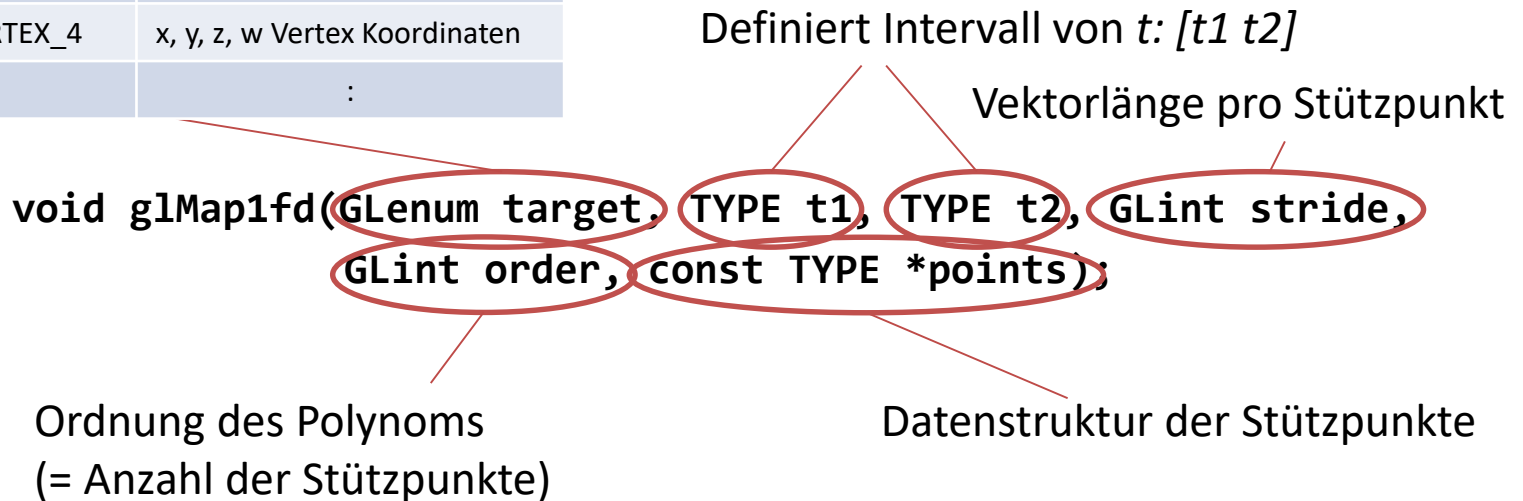 RTEX_4 x, y, z, w Vertex Koordinaten
:
Definiert Intervall von t: [t1 t2]
Vektorlänge pro Stützpunkt
void glMap1fd(GLenum target, TYPE t1, TYPE t2, GLint stride,
GLint order, const TYPE *points);
Ordnung des Polynoms
(= Anzahl der Stützpunkte)
Datenstruktur der Stützpunkte